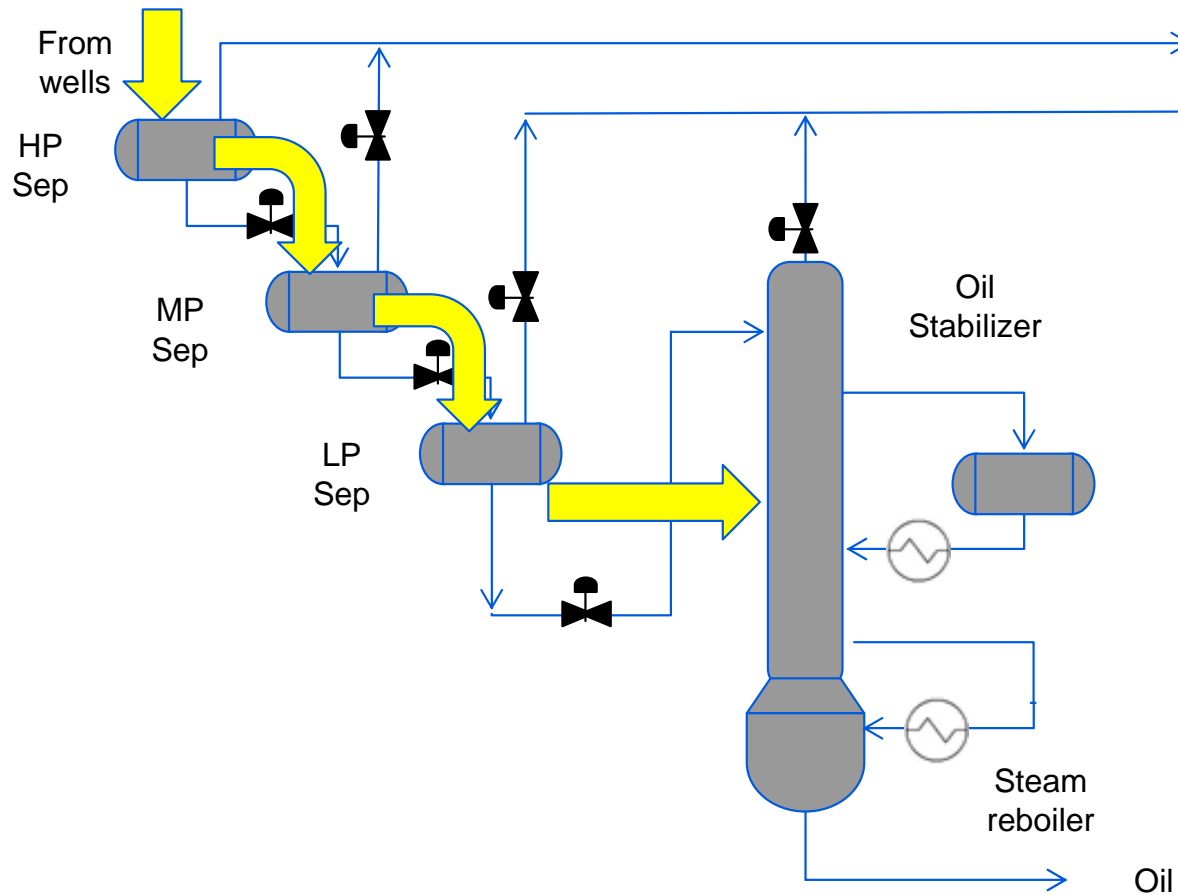 From
wells
HP
Sep
MP
Sep
LP
Sep
Oil
Stabilizer
Steam
reboiler
Oil